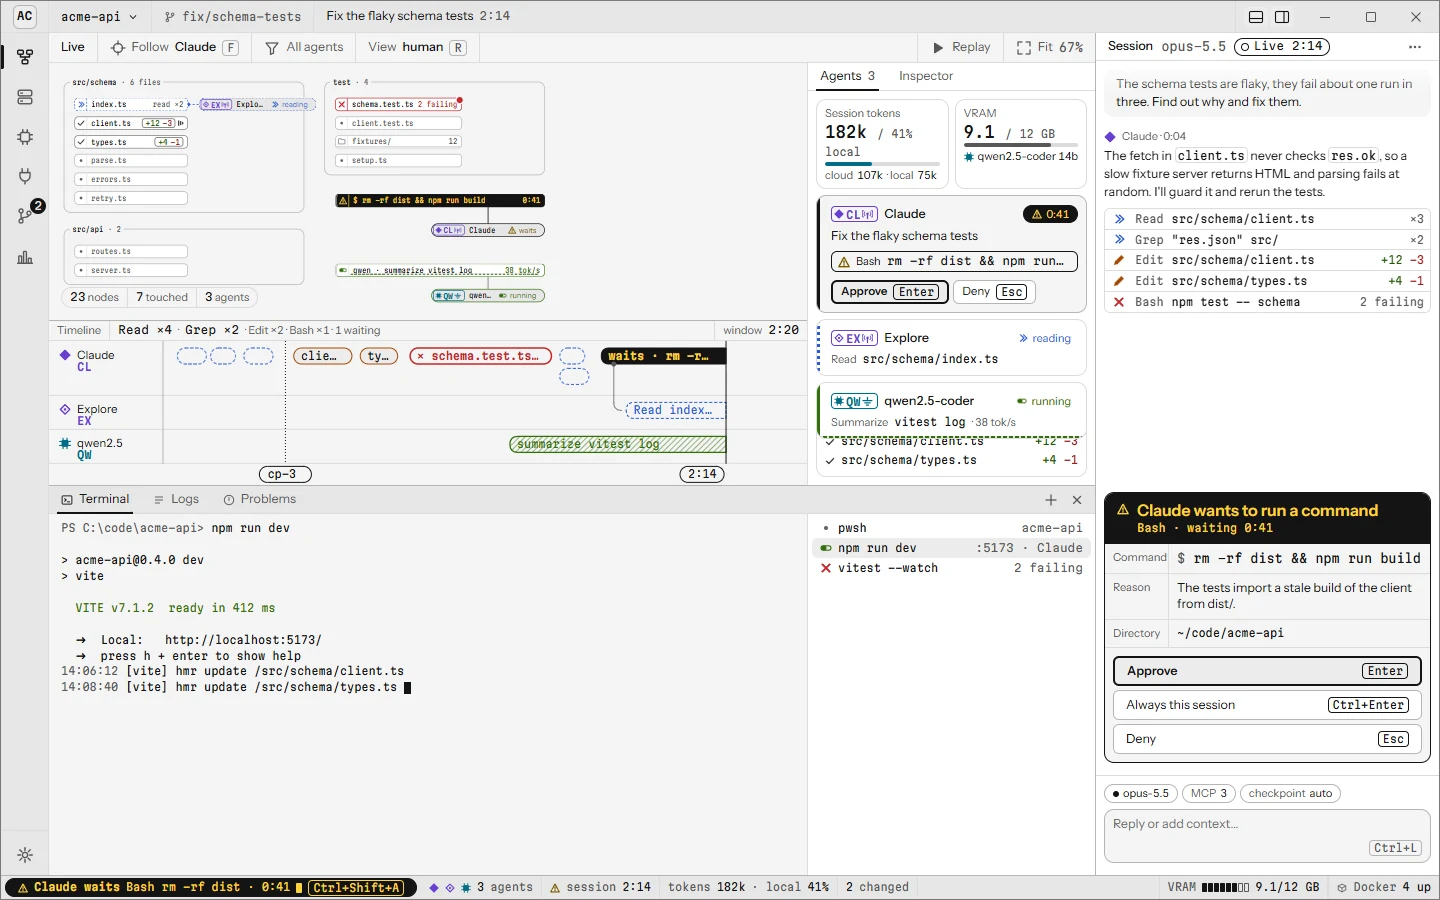 AC
acme-api
fix/schema-tests
Fix the flaky schema tests 2:14
Live
Follow Claude F
All agents
View human R
Replay
Fit 67%
src/schema · 6 files
index.ts read ×2
EX Explo… reading
client.ts +12 −3
types.ts +4 −1
parse.ts
errors.ts
retry.ts
src/api · 2
routes.ts
server.ts
test · 4
schema.test.ts 2 failing
client.test.ts
fixtures/ 12
setup.ts
$ rm -rf dist && npm run build 0:41
CL Claude waits
qwen · summarize vitest log 38 tok/s
QW qwen… running
23 nodes
7 touched
3 agents
Timeline
Read ×4 · Grep ×2 · Edit ×2 · Bash ×1 · 1 waiting
window 2:20
Claude
CL
clie…
ty…
× schema.test.ts…
waits · rm -r…
Explore
EX
Read index…
qwen2.5
QW
summarize vitest log
cp-3
2:14
Agents 3
Inspector
Session tokens
182k / 41% local
cloud 107k · local 75k
VRAM
9.1 / 12 GB
qwen2.5-coder 14b
CL Claude 0:41
Fix the flaky schema tests
Bash rm -rf dist && npm run…
Approve Enter
Deny Esc
EX Explore reading
Read src/schema/index.ts
QW qwen2.5-coder running
Summarize vitest log · 38 tok/s
src/schema/client.ts +12 −3
src/schema/types.ts +4 −1
Terminal
Logs
Problems
PS C:\code\acme-api> npm run dev
> acme-api@0.4.0 dev
> vite
VITE v7.1.2 ready in 412 ms
➜ Local: http://localhost:5173/
➜ press h + enter to show help
14:06:12 [vite] hmr update /src/schema/client.ts
14:08:40 [vite] hmr update /src/schema/types.ts
pwsh acme-api
npm run dev :5173 · Claude
vitest --watch 2 failing
Session opus-5.5 Live 2:14
The schema tests are flaky, they fail about one run in
three. Find out why and fix them.
Claude · 0:04
The fetch in client.ts never checks res.ok, so a
slow fixture server returns HTML and parsing fails at
random. I'll guard it and rerun the tests.
Read src/schema/client.ts ×3
Grep "res.json" src/ ×2
Edit src/schema/client.ts +12 −3
Edit src/schema/types.ts +4 −1
Bash npm test -- schema 2 failing
Claude wants to run a command
Bash · waiting 0:41
Command $ rm -rf dist && npm run build
Reason The tests import a stale build of the client
from dist/.
Directory ~/code/acme-api
Approve Enter
Always this session Ctrl+Enter
Deny Esc
opus-5.5
MCP 3
checkpoint auto
Reply or add context…
Ctrl+L
2
Claude waits Bash rm -rf dist · 0:41 Ctrl+Shift+A
3 agents
session 2:14
tokens 182k · local 41%
2 changed
VRAM 9.1/12 GB
Docker 4 up